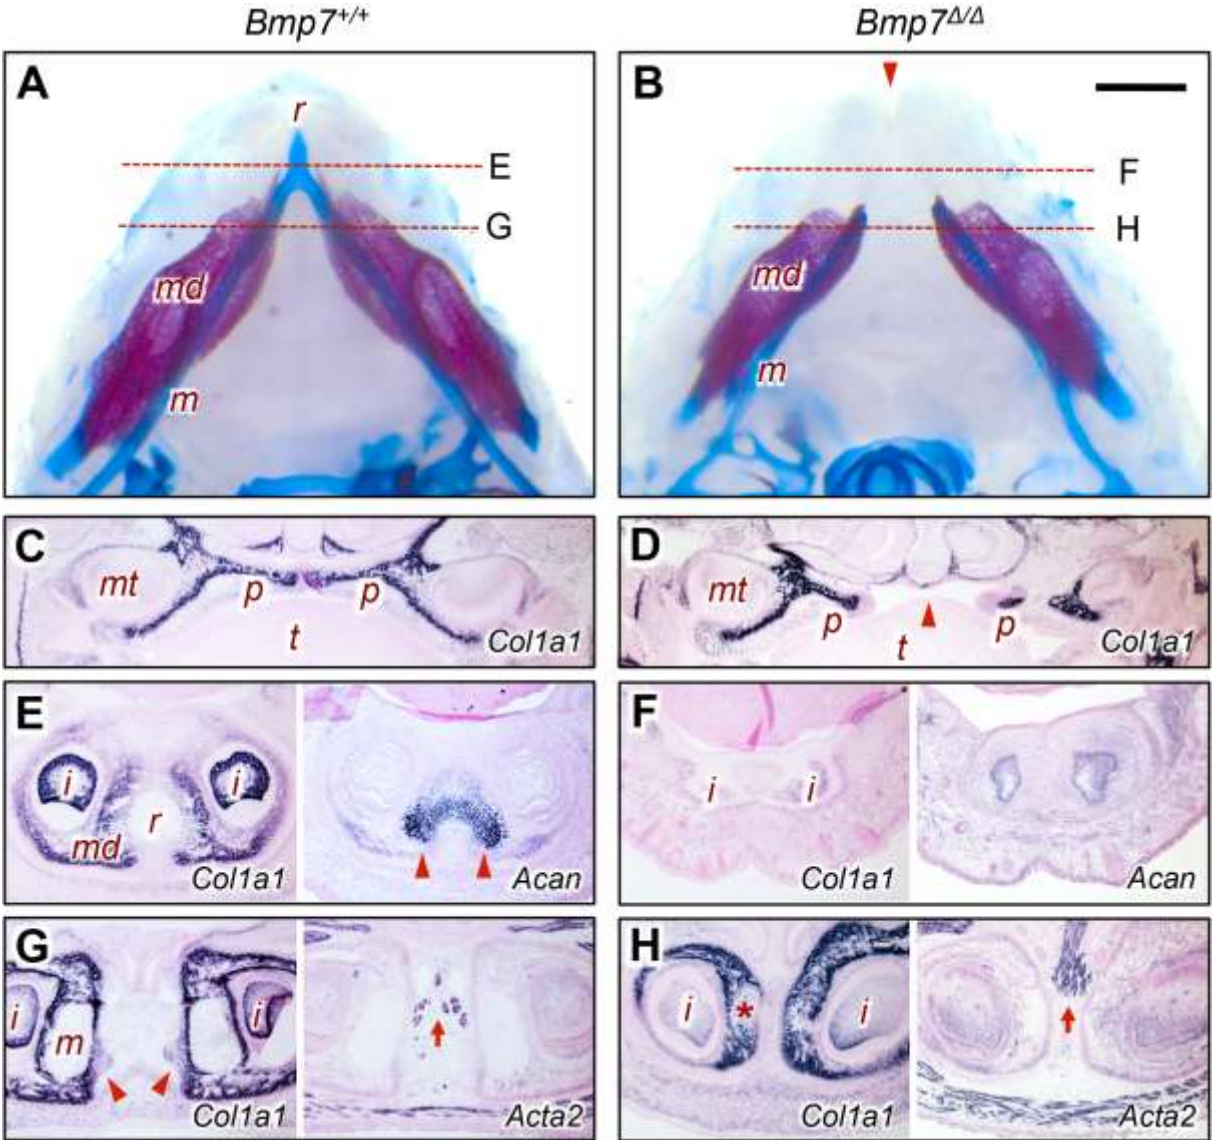 Bmp7+/+
Bmp7Δ/Δ
A
r
E
G
md
m
B
F
H
md
m
C
mt
p
p
t
Col1a1
D
mt
p
t
p
Col1a1
E
i
i
r
md
Col1a1
Acan
F
i
i
Col1a1
Acan
G
i
i
m
Col1a1
Acta2
H
i
*
i
Col1a1
Acta2